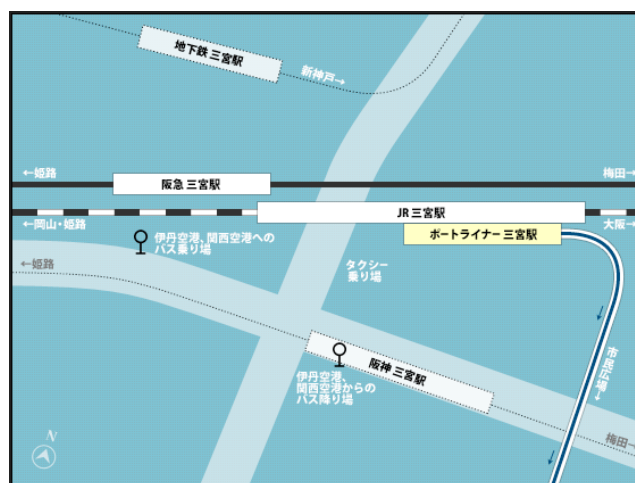 地下鉄 三宮駅
新神戸→
←姫路
梅田→
阪急 三宮駅
JR 三宮駅
←岡山・姫路
大阪→
ポートライナー 三宮駅
伊丹空港、関西空港への
バス乗り場
←姫路
タクシー
乗り場
阪神 三宮駅
伊丹空港、
関西空港からの
バス降り場
市民広場→
梅田→
N